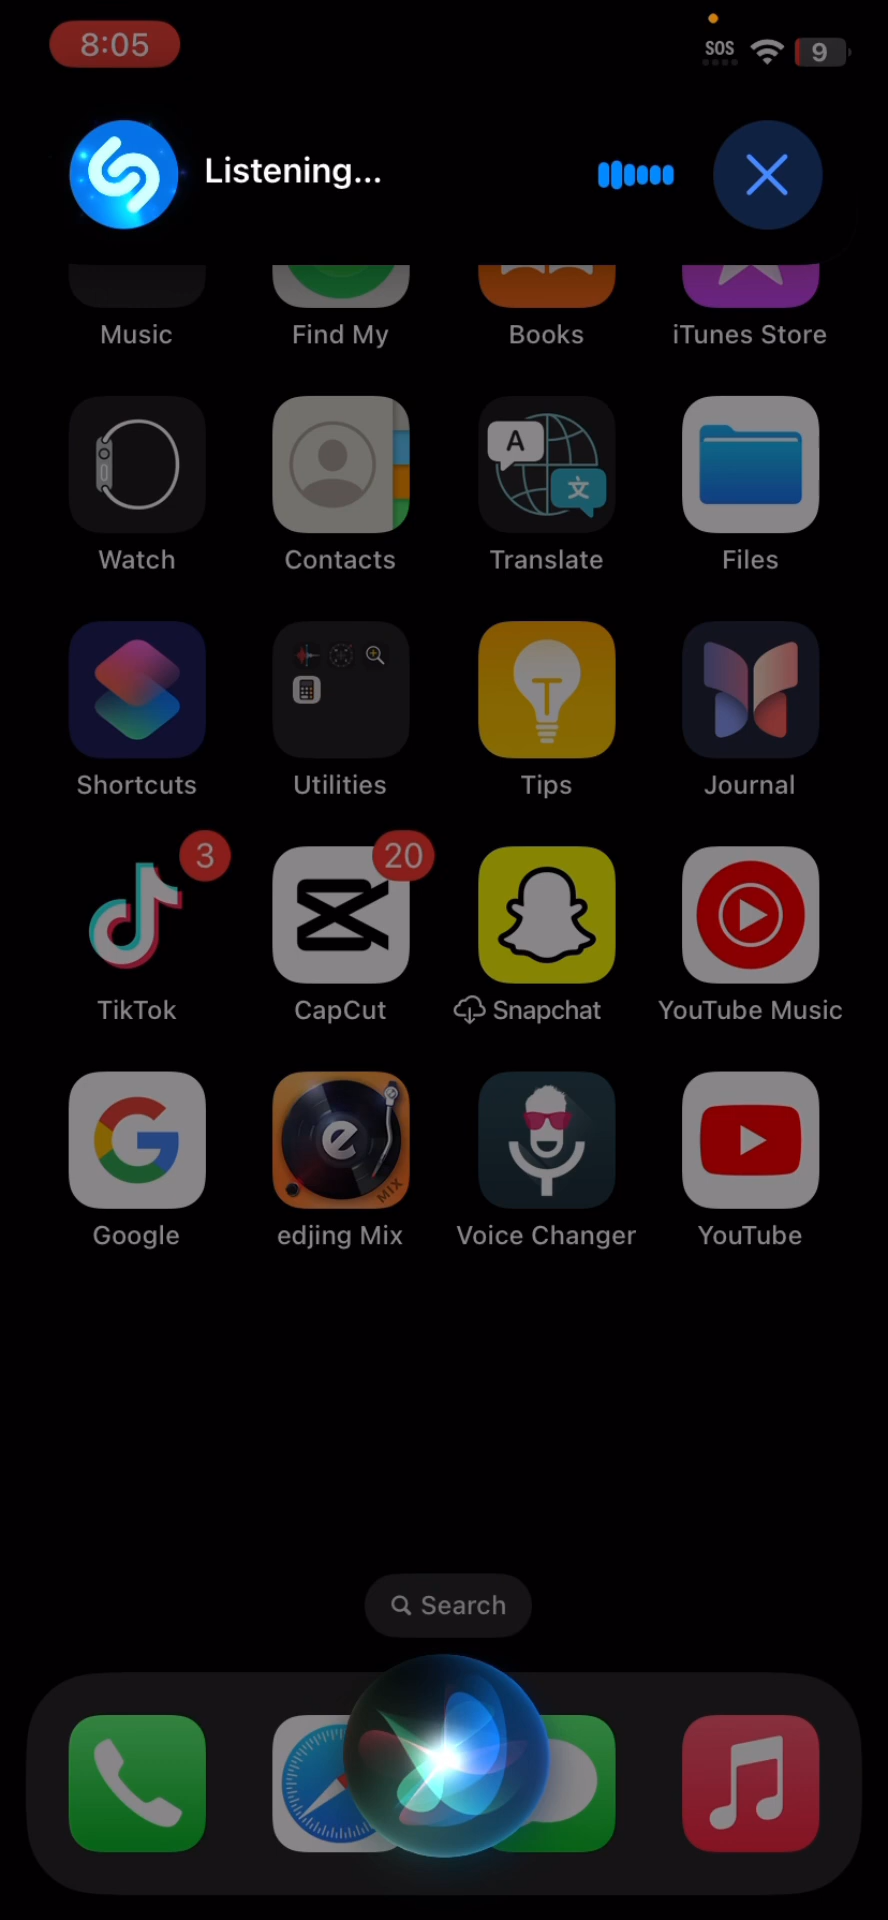 8:05
SOS
9
Listening...
Music
Find My
Books
iTunes Store
A
文
Watch
Contacts
Translate
Files
Shortcuts
Utilities
Tips
Journal
3
20
TikTok
CapCut
Snapchat
YouTube Music
G
e
MIX
Google
edjing Mix
Voice Changer
YouTube
Search